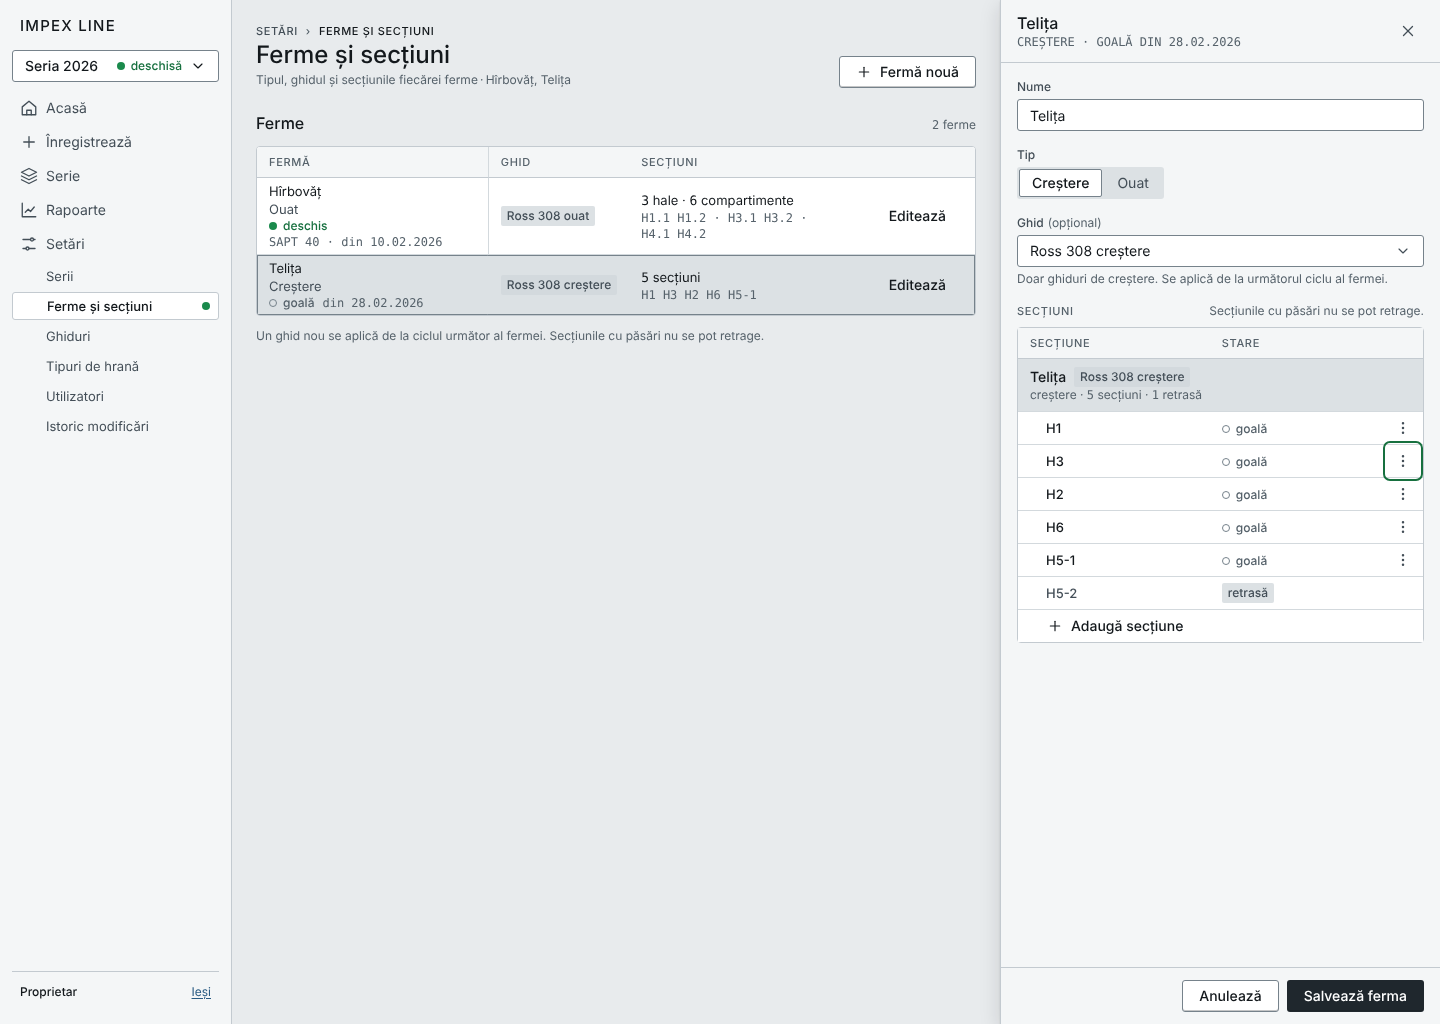 IMPEX LINE
Seria 2026 deschisă
Acasă
Înregistrează
Serie
Rapoarte
Setări
Serii
Ferme și secțiuni
Ghiduri
Tipuri de hrană
Utilizatori
Istoric modificări
Proprietar Ieși
SETĂRI › FERME ȘI SECȚIUNI
Ferme și secțiuni
Tipul, ghidul și secțiunile fiecărei ferme · Hîrbovăț, Telița
Fermă nouă
Ferme
2 ferme
FERMĂ GHID SECȚIUNI
Hîrbovăț
Ouat
deschis
SAPT 40 · din 10.02.2026
Ross 308 ouat
3 hale · 6 compartimente
H1.1 H1.2 · H3.1 H3.2 ·
H4.1 H4.2
Editează
Telița
Creștere
goală din 28.02.2026
Ross 308 creștere
5 secțiuni
H1 H3 H2 H6 H5-1
Editează
Un ghid nou se aplică de la ciclul următor al fermei. Secțiunile cu păsări nu se pot retrage.
Telița
CREȘTERE · GOALĂ DIN 28.02.2026
Nume
Telița
Tip
Creștere Ouat
Ghid (opțional)
Ross 308 creștere
Doar ghiduri de creștere. Se aplică de la următorul ciclu al fermei.
SECȚIUNI Secțiunile cu păsări nu se pot retrage.
SECȚIUNE STARE
Telița Ross 308 creștere
creștere · 5 secțiuni · 1 retrasă
H1 goală
H3 goală
H2 goală
H6 goală
H5-1 goală
H5-2 retrasă
Adaugă secțiune
Anulează Salvează ferma